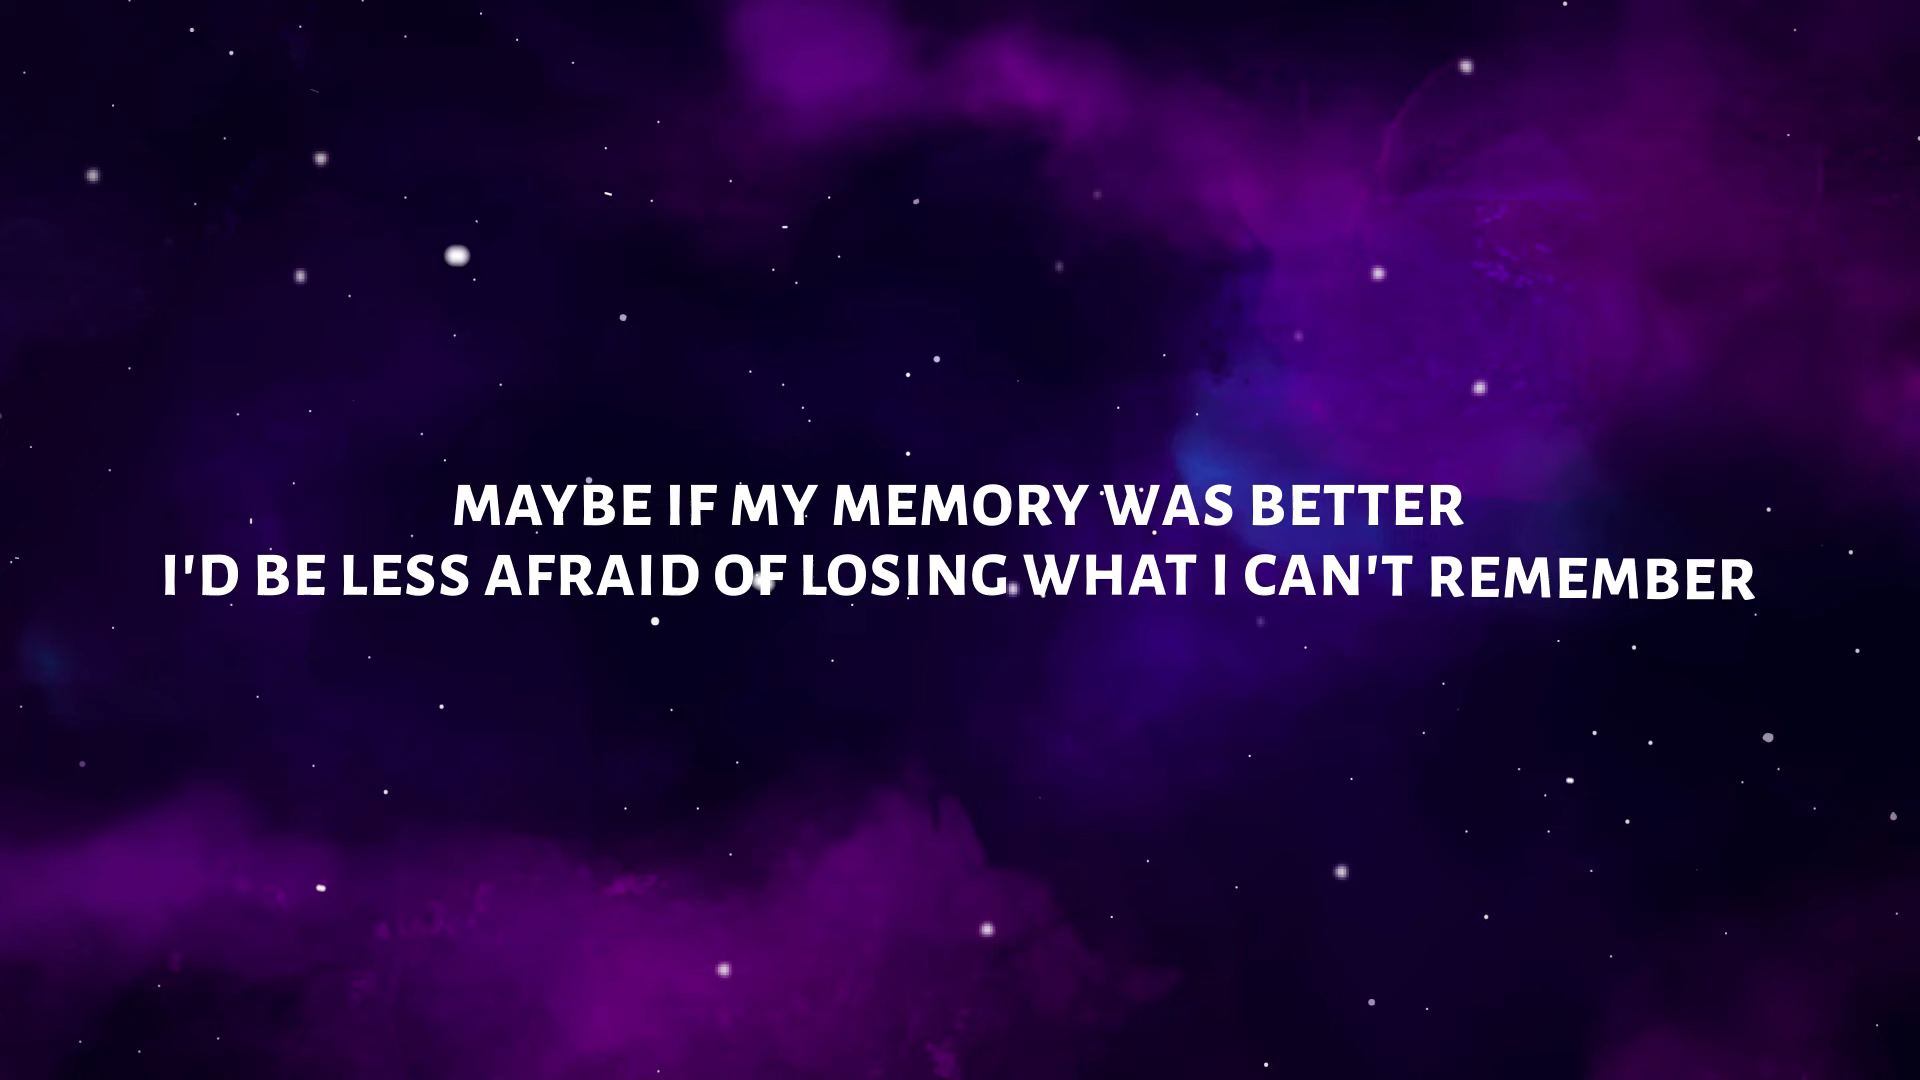 MAYBE IF MY MEMORY WAS BETTER
I'D BE LESS AFRAID OF LOSING WHAT I CAN'T REMEMBER